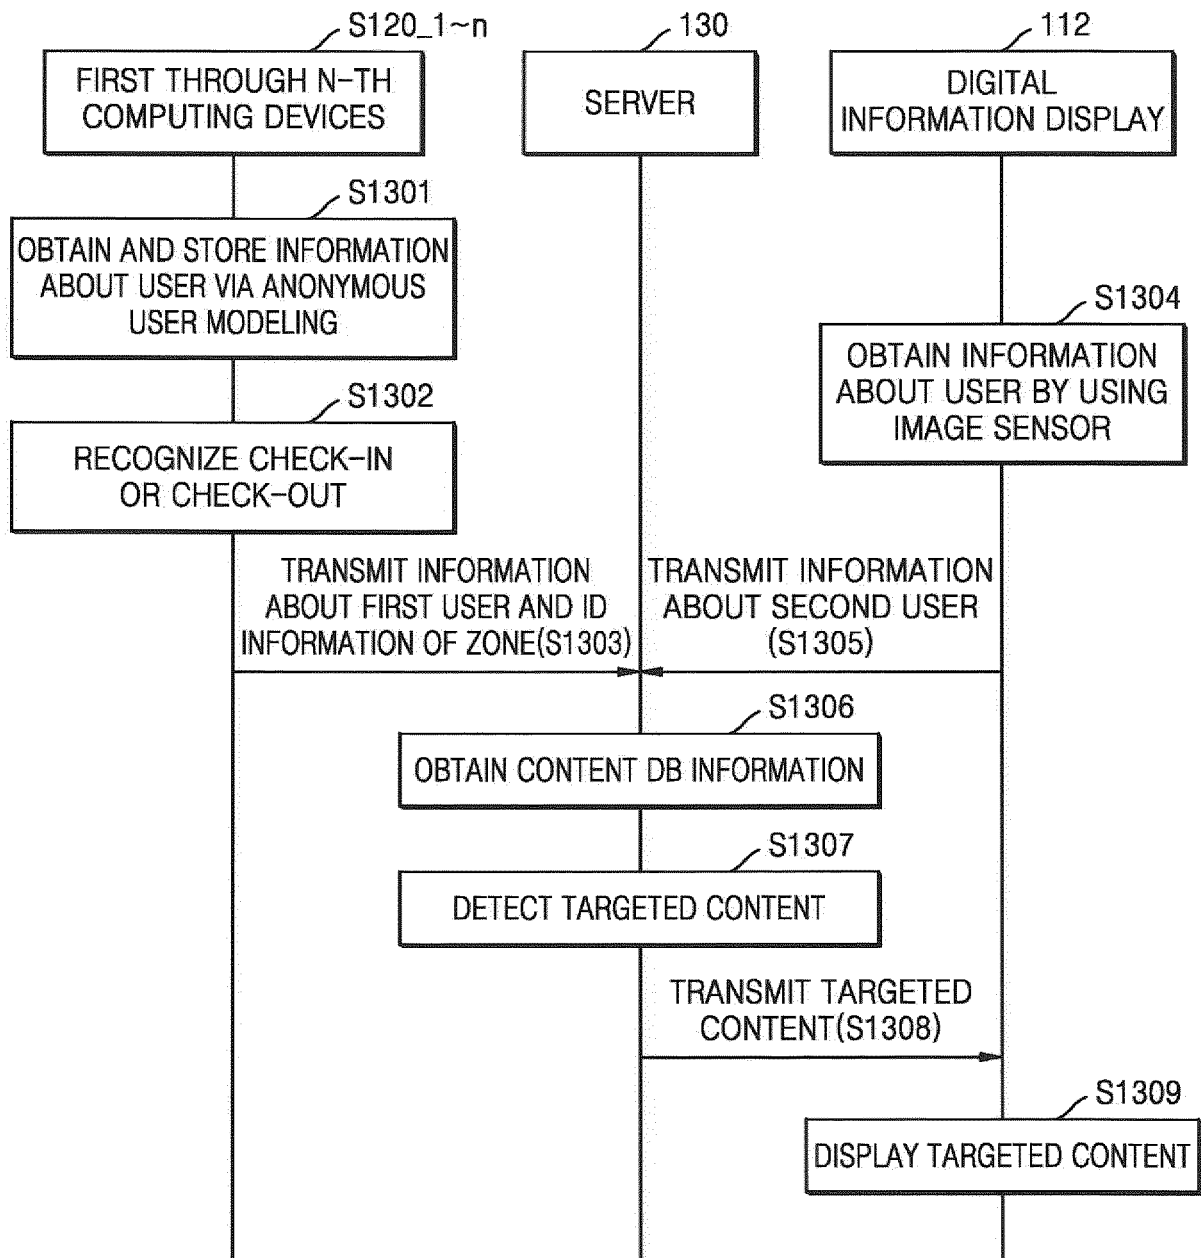 S120_1~n
130
112
FIRST THROUGH N-TH
COMPUTING DEVICES
SERVER
DIGITAL
INFORMATION DISPLAY
S1301
OBTAIN AND STORE INFORMATION
ABOUT USER VIA ANONYMOUS
USER MODELING
S1304
OBTAIN INFORMATION
ABOUT USER BY USING
IMAGE SENSOR
S1302
RECOGNIZE CHECK-IN
OR CHECK-OUT
TRANSMIT INFORMATION
ABOUT FIRST USER AND ID
INFORMATION OF ZONE(S1303)
TRANSMIT INFORMATION
ABOUT SECOND USER
(S1305)
S1306
OBTAIN CONTENT DB INFORMATION
S1307
DETECT TARGETED CONTENT
TRANSMIT TARGETED
CONTENT(S1308)
S1309
DISPLAY TARGETED CONTENT